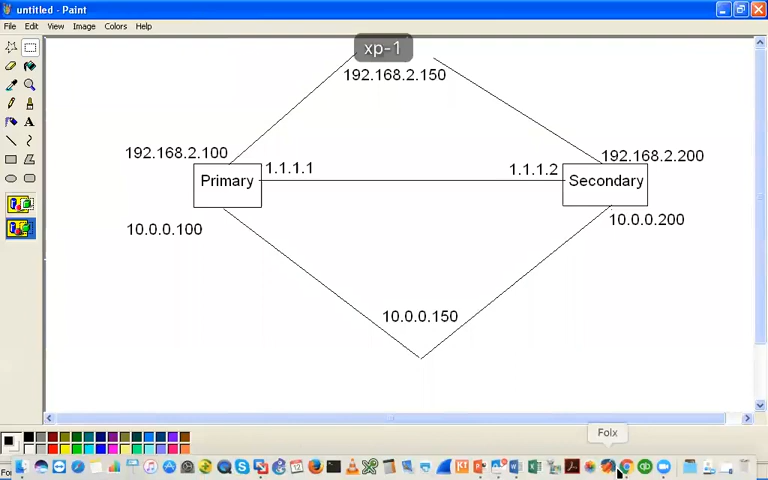 untitled - Paint
File Edit View Image Colors Help
xp-1
192.168.2.150
192.168.2.100
192.168.2.200
1.1.1.1
1.1.1.2
Primary
Secondary
10.0.0.100
10.0.0.200
10.0.0.150
Folx